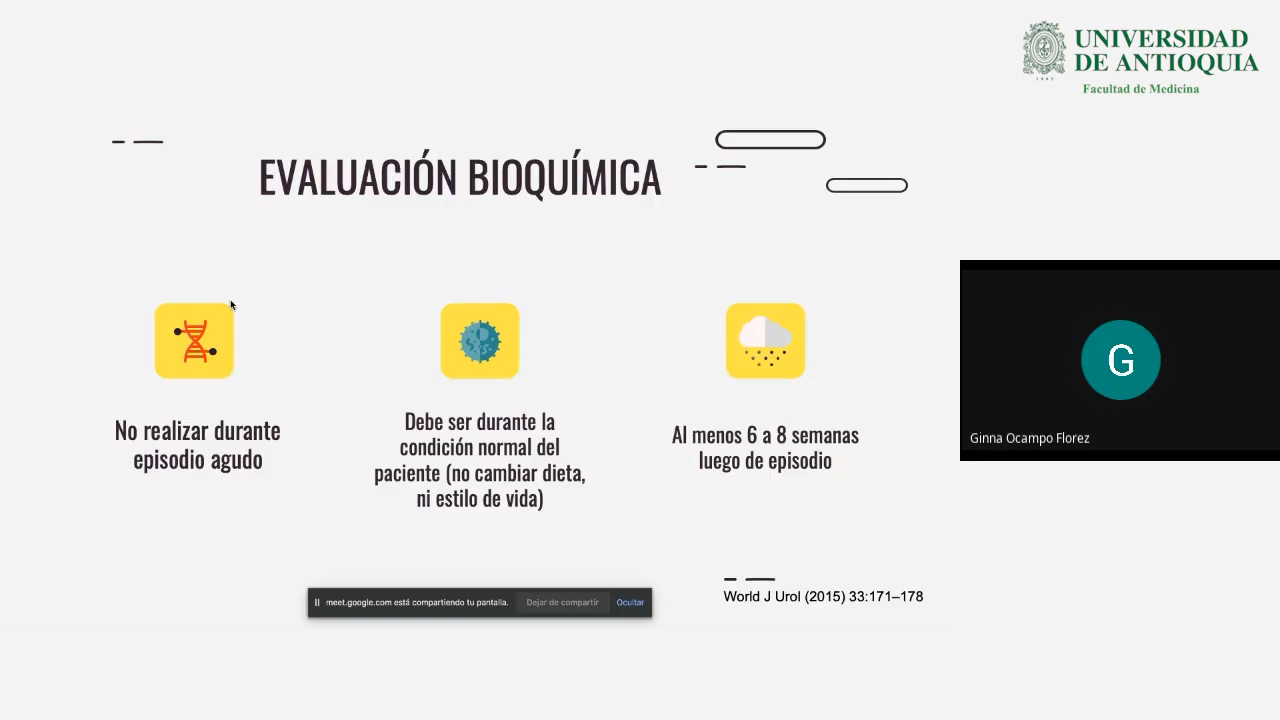 UNIVERSIDAD
DE ANTIOQUIA
1803
Facultad de Medicina
EVALUACIÓN BIOQUÍMICA
No realizar durante
episodio agudo
Debe ser durante la
condición normal del
paciente (no cambiar dieta,
ni estilo de vida)
Al menos 6 a 8 semanas
luego de episodio
G
Ginna Ocampo Florez
meet.google.com está compartiendo tu pantalla.
Dejar de compartir
Ocultar
World J Urol (2015) 33:171–178